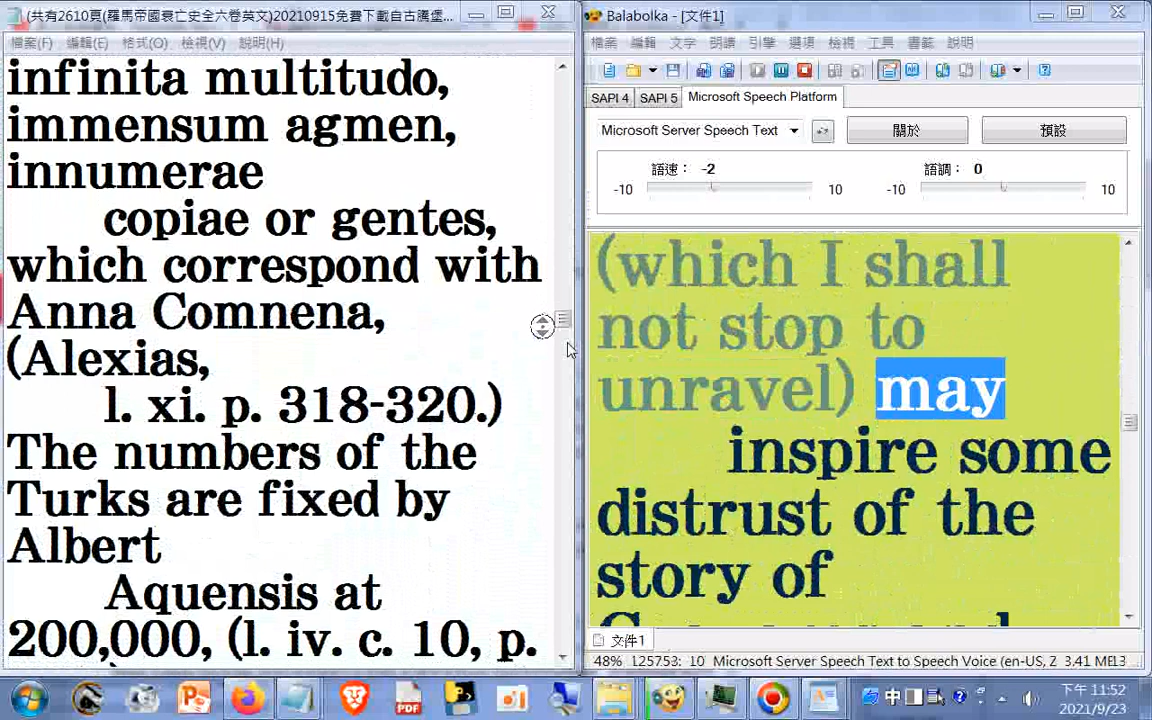 (共有2610頁(羅馬帝國衰亡史全六卷英文)20210915免費下載自古騰堡...
檔案(F) 編輯(E) 格式(O) 檢視(V) 說明(H)
infinita multitudo,
immensum agmen,
innumerae
copiae or gentes,
which correspond with
Anna Comnena,
(Alexias,
l. xi. p. 318-320.)
The numbers of the
Turks are fixed by
Albert
Aquensis at
200,000, (l. iv. c. 10, p.
Balabolka - [文件1]
檔案 編輯 文字 朗讀 引擎 選項 檢視 工具 書籤 說明
SAPI 4 SAPI 5 Microsoft Speech Platform
Microsoft Server Speech Text 關於 預設
語速： -2 語調： 0
-10 10 -10 10
(which I shall
not stop to
unravel) may
inspire some
distrust of the
story of
文件1
48% 125753: 10 Microsoft Server Speech Text to Speech Voice (en-US, Z 3.41 ME13
中
下午 11:52
2021/9/23